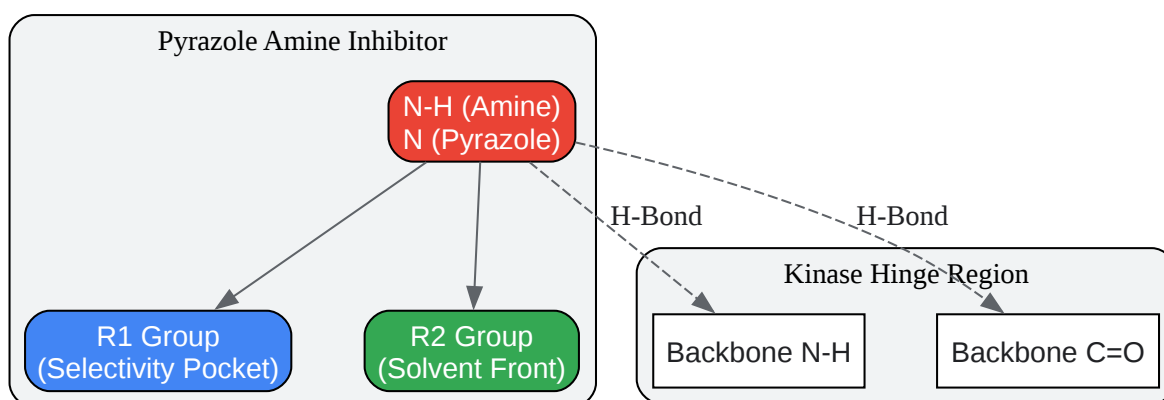 Pyrazole Amine Inhibitor
N-H (Amine)
N (Pyrazole)
H-Bond
H-Bond
Kinase Hinge Region
R1 Group
(Selectivity Pocket)
R2 Group
(Solvent Front)
Backbone N-H
Backbone C=O